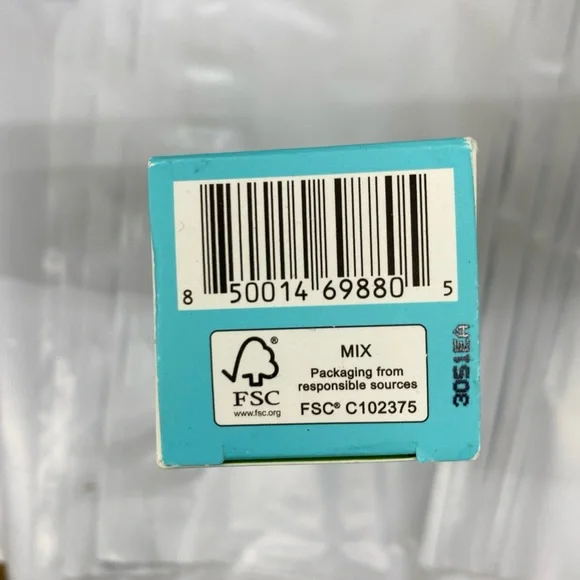 8 50014 69880 5
FSC®
www.fsc.org
MIX
Packaging from
responsible sources
FSC® C102375
3051EA